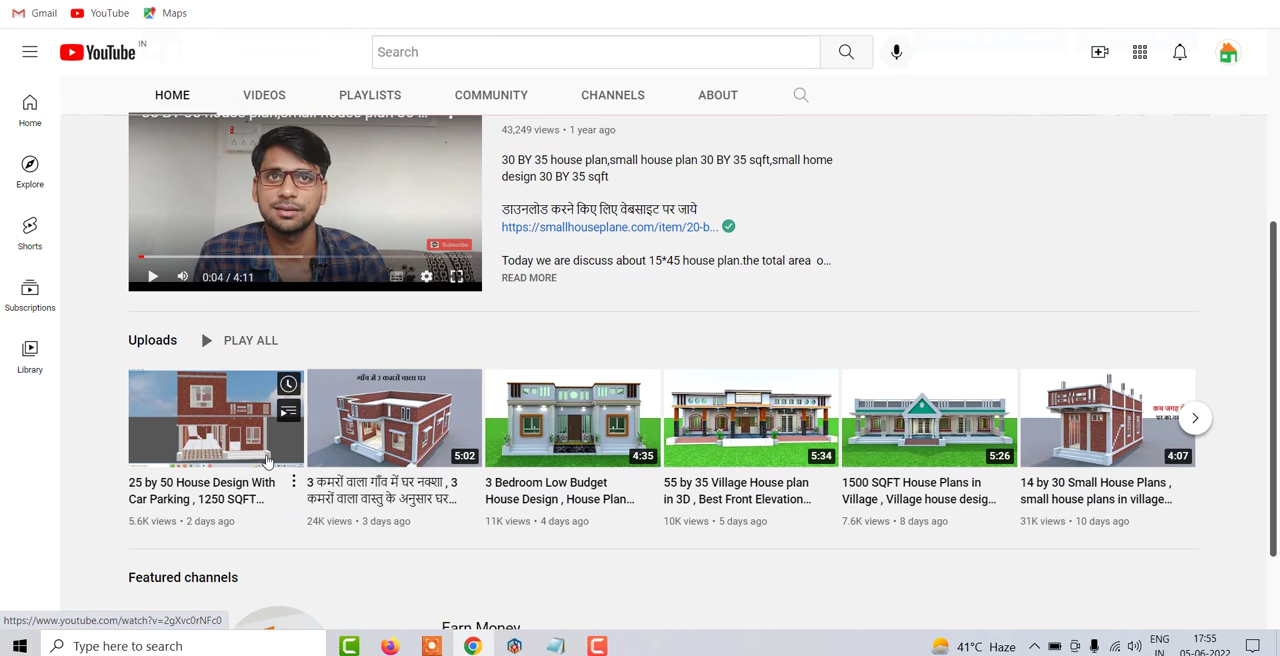 Gmail YouTube Maps
YouTube IN
Search
HOME VIDEOS PLAYLISTS COMMUNITY CHANNELS ABOUT
Home
Explore
Shorts
Subscriptions
Library
Subscribe
0:04 / 4:11
43,249 views • 1 year ago
30 BY 35 house plan,small house plan 30 BY 35 sqft,small home
design 30 BY 35 sqft
डाउनलोड करने किए लिए वेबसाइट पर जाये
https://smallhouseplane.com/item/20-b...
Today we are discuss about 15*45 house plan.the total area o...
READ MORE
Uploads PLAY ALL
गाँव में 3 कमरों वाला घर
5:02 4:35 5:34 5:26 4:07
25 by 50 House Design With
Car Parking , 1250 SQFT...
5.6K views • 2 days ago
3 कमरों वाला गाँव में घर नक्शा , 3
कमरों वाला वास्तु के अनुसार घर...
24K views • 3 days ago
3 Bedroom Low Budget
House Design , House Plan...
11K views • 4 days ago
55 by 35 Village House plan
in 3D , Best Front Elevation...
10K views • 5 days ago
1500 SQFT House Plans in
Village , Village house desig...
7.6K views • 8 days ago
14 by 30 Small House Plans ,
small house plans in village...
31K views • 10 days ago
Featured channels
Earn Money
https://www.youtube.com/watch?v=2gXvc0rNFc0
Type here to search
41°C Haze
ENG
IN
17:55
05-06-2022